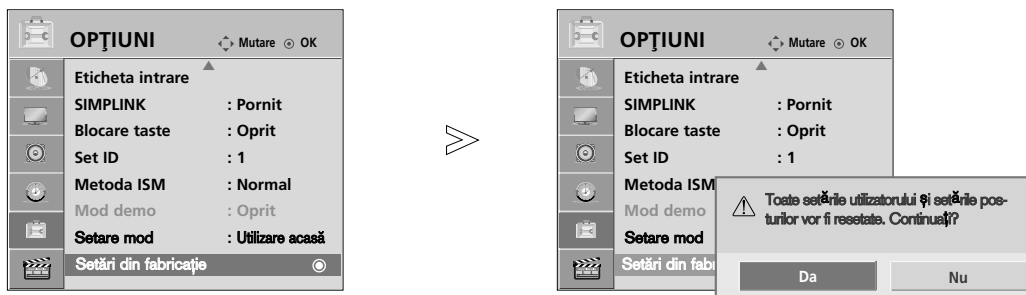 OPŢIUNI Mutare OK
Eticheta intrare
SIMPLINK : Pornit
Blocare taste : Oprit
Set ID : 1
Metoda ISM : Normal
Mod demo : Oprit
Setare mod : Utilizare acasă
Setări din fabricaţie
OPŢIUNI Mutare OK
Eticheta intrare
SIMPLINK : Pornit
Blocare taste : Oprit
Set ID : 1
Metoda ISM
Mod demo
Setare mod
Setări din fabr
Toate setările utilizatorului şi setările pos-
turilor vor fi resetate. Continuaţi?
Da Nu